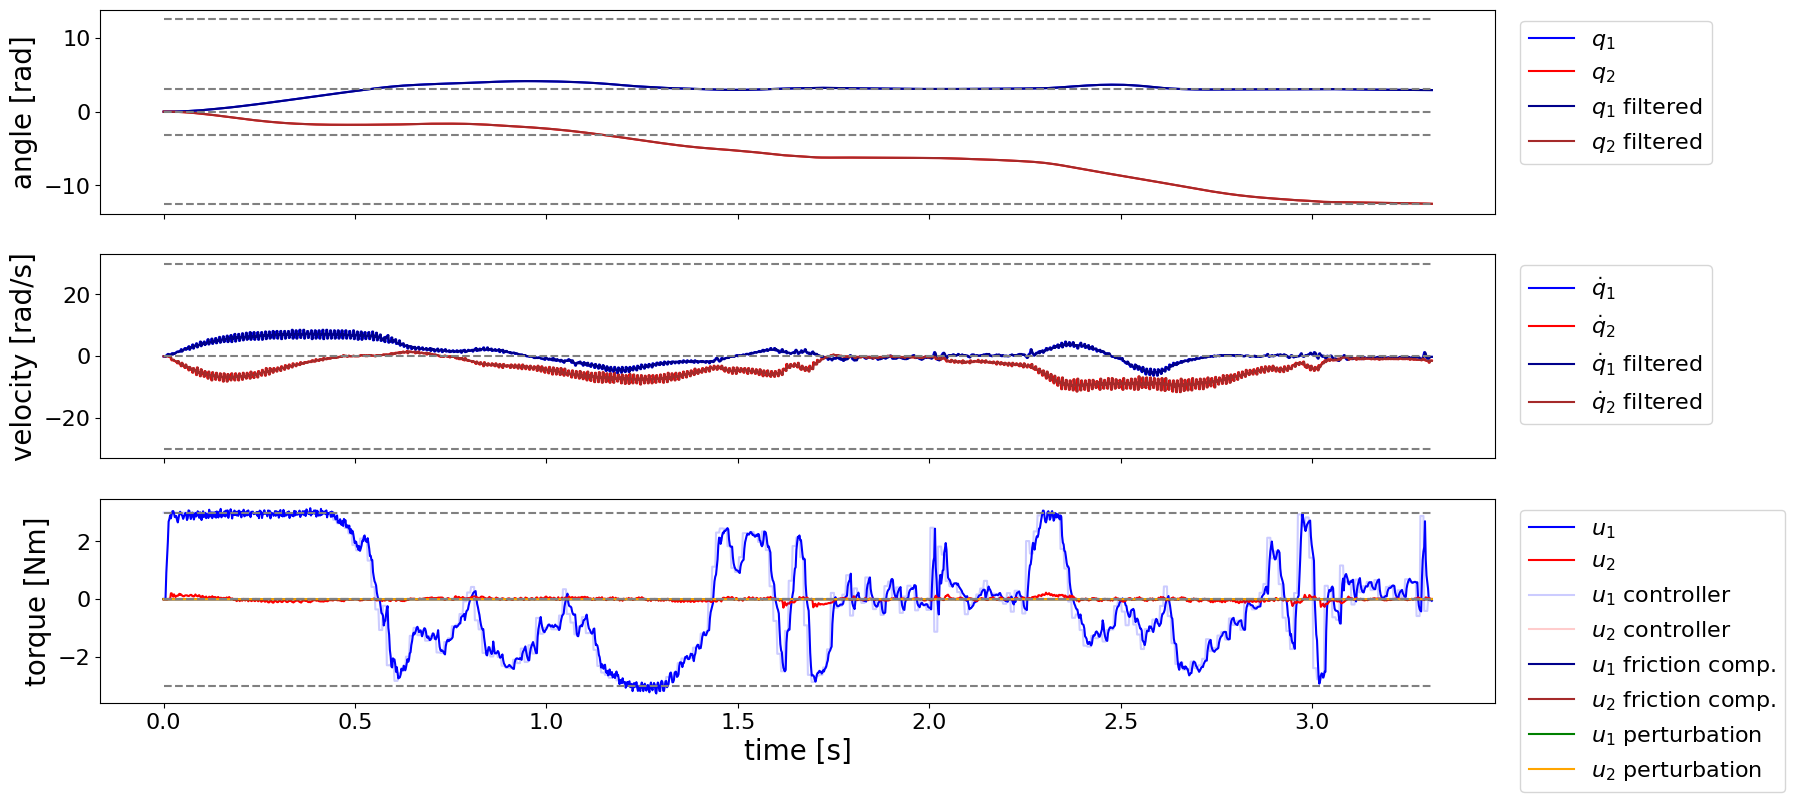 angle [rad]
10
0
−10
q₁
q₂
q₁ filtered
q₂ filtered
velocity [rad/s]
20
0
−20
q̇₁
q̇₂
q̇₁ filtered
q̇₂ filtered
torque [Nm]
2
0
−2
0.0 0.5 1.0 1.5 2.0 2.5 3.0
time [s]
u₁
u₂
u₁ controller
u₂ controller
u₁ friction comp.
u₂ friction comp.
u₁ perturbation
u₂ perturbation